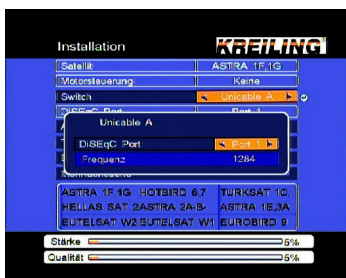 Installation KREILING
Satellit ASTRA 1F,1G
Motorsteuerung Keine
Switch Unicable A
DiSEqC Port Port 1
Unicable A
DiSEqC Port Port 1
Frequenz 1284
ASTRA 1F,1G HOTBIRD 6,7 TURKSAT 1C,
HELLAS SAT 2ASTRA 2A-B- ASTRA 1E,3A
EUTELSAT W2 EUTELSAT W1 EUROBIRD 9
Stärke 5%
Qualität 5%